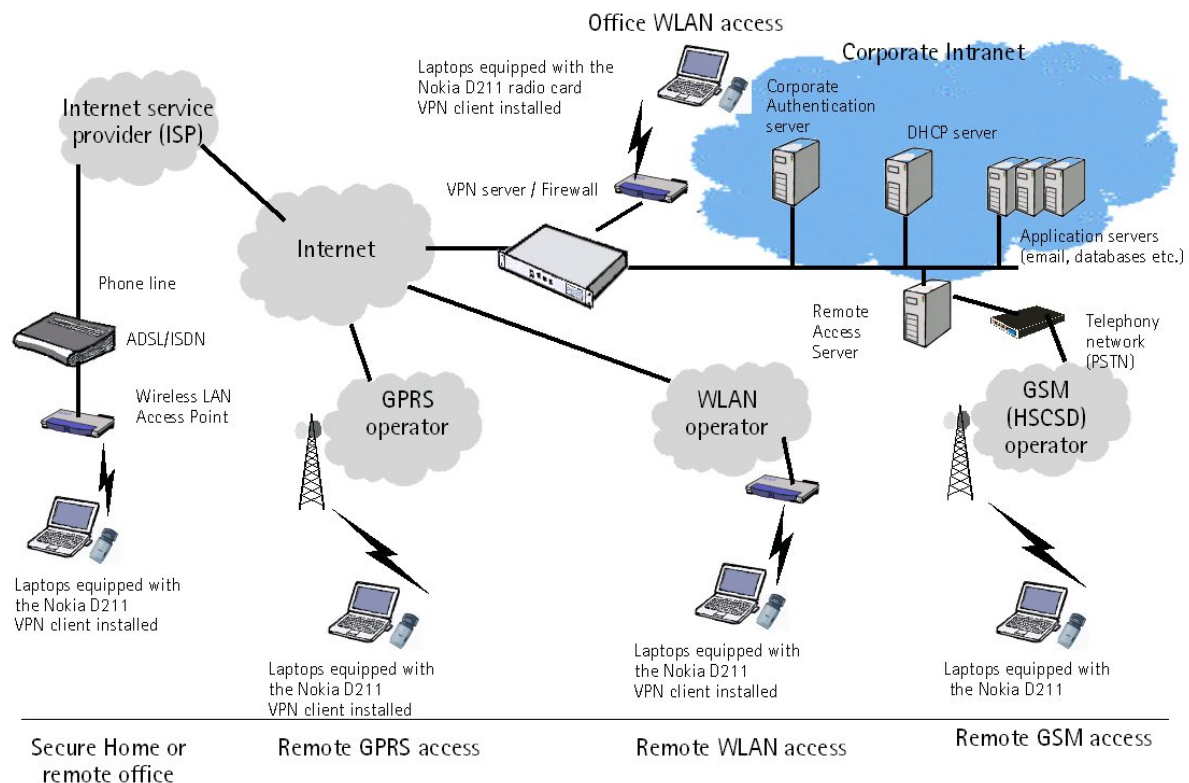 Office WLAN access
Laptops equipped with the
Nokia D211 radio card
VPN client installed
Corporate Intranet
Corporate
Authentication
server
DHCP server
Internet service
provider (ISP)
VPN server / Firewall
Internet
Application servers
(email, databases etc.)
Phone line
ADSL/ISDN
Remote
Access
Server
Telephony
network
(PSTN)
Wireless LAN
Access Point
GPRS
operator
WLAN
operator
GSM
(HSCSD)
operator
Laptops equipped with
the Nokia D211
VPN client installed
Laptops equipped with
the Nokia D211
VPN client installed
Laptops equipped with
the Nokia D211
VPN client installed
Laptops equipped with
the Nokia D211
Secure Home or
remote office
Remote GPRS access
Remote WLAN access
Remote GSM access